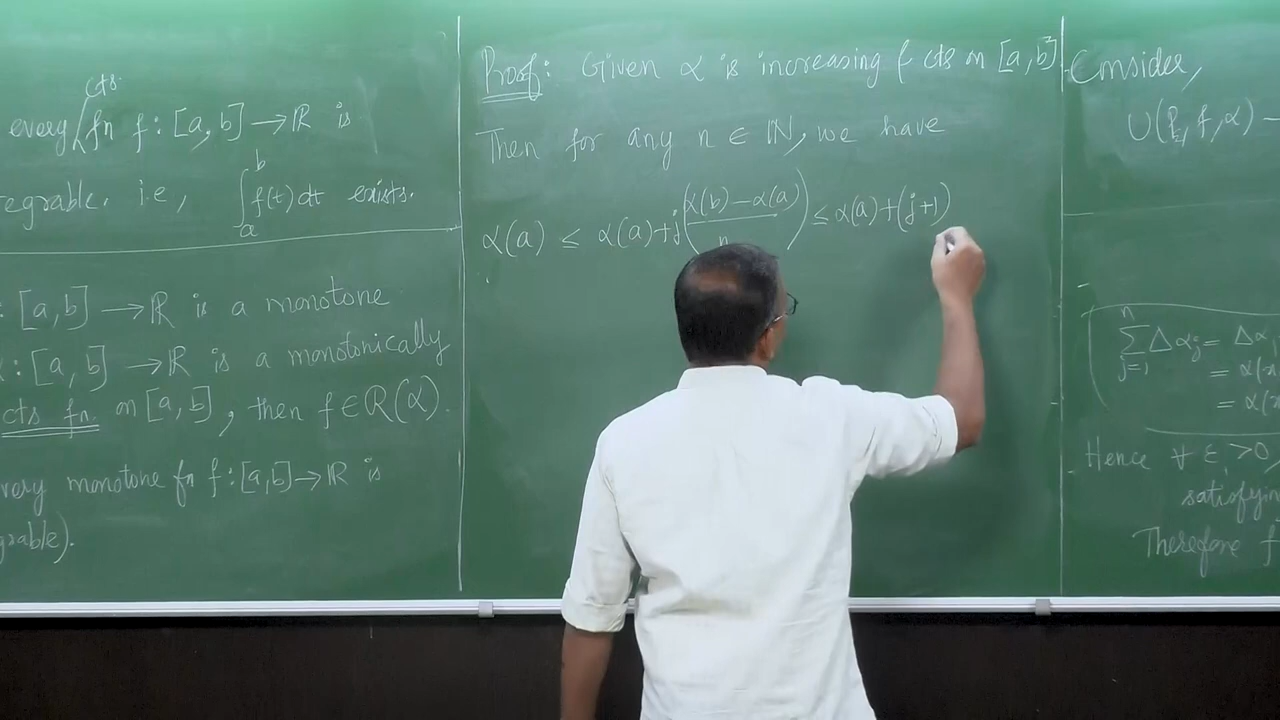 cts
every fn f : [a, b] → ℝ is
egrable. i.e, ∫_a^b f(t) dt exists.
: [a, b] → ℝ is a monotone
: [a, b] → ℝ is a monotonically
cts fn. on [a, b], then f ∈ R(α).
very monotone fn f : [a, b] → ℝ is
grable).
Proof: Given α is increasing & cts on [a, b]
Then for any n ∈ ℕ, we have
α(a) ≤ α(a) + j((α(b) − α(a))/n) ≤ α(a) + (j+1)
Consider,
U(P, f, α) −
n
∑ Δα_j = Δα
j=1
= α(x
= α(x
Hence ∀ ε > 0,
satisfyin
Therefore f